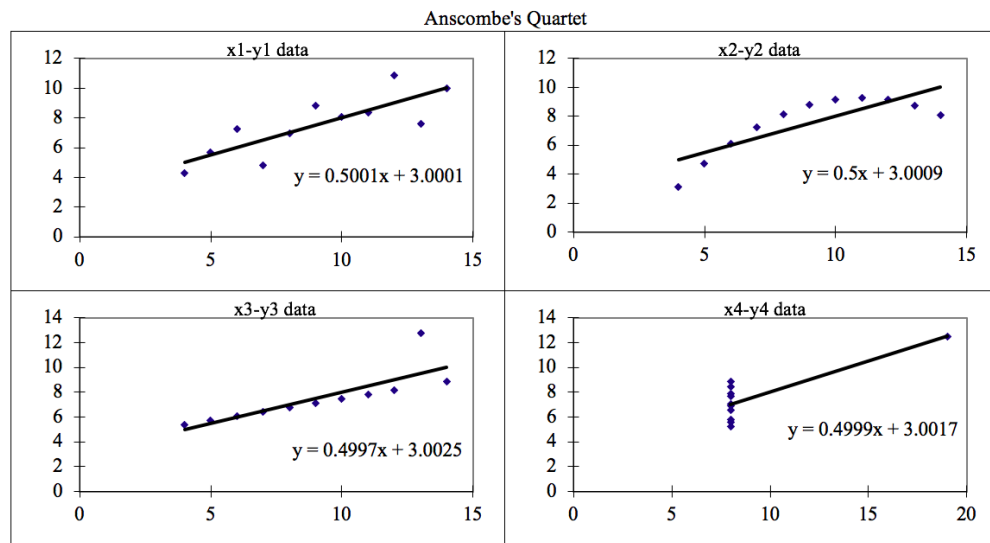 Anscombe's Quartet
x1-y1 data
12
10
8
6
4
2
0
y = 0.5001x + 3.0001
0 5 10 15
x2-y2 data
12
10
8
6
4
2
0
y = 0.5x + 3.0009
0 5 10 15
x3-y3 data
14
12
10
8
6
4
2
0
y = 0.4997x + 3.0025
0 5 10 15
x4-y4 data
14
12
10
8
6
4
2
0
y = 0.4999x + 3.0017
0 5 10 15 20